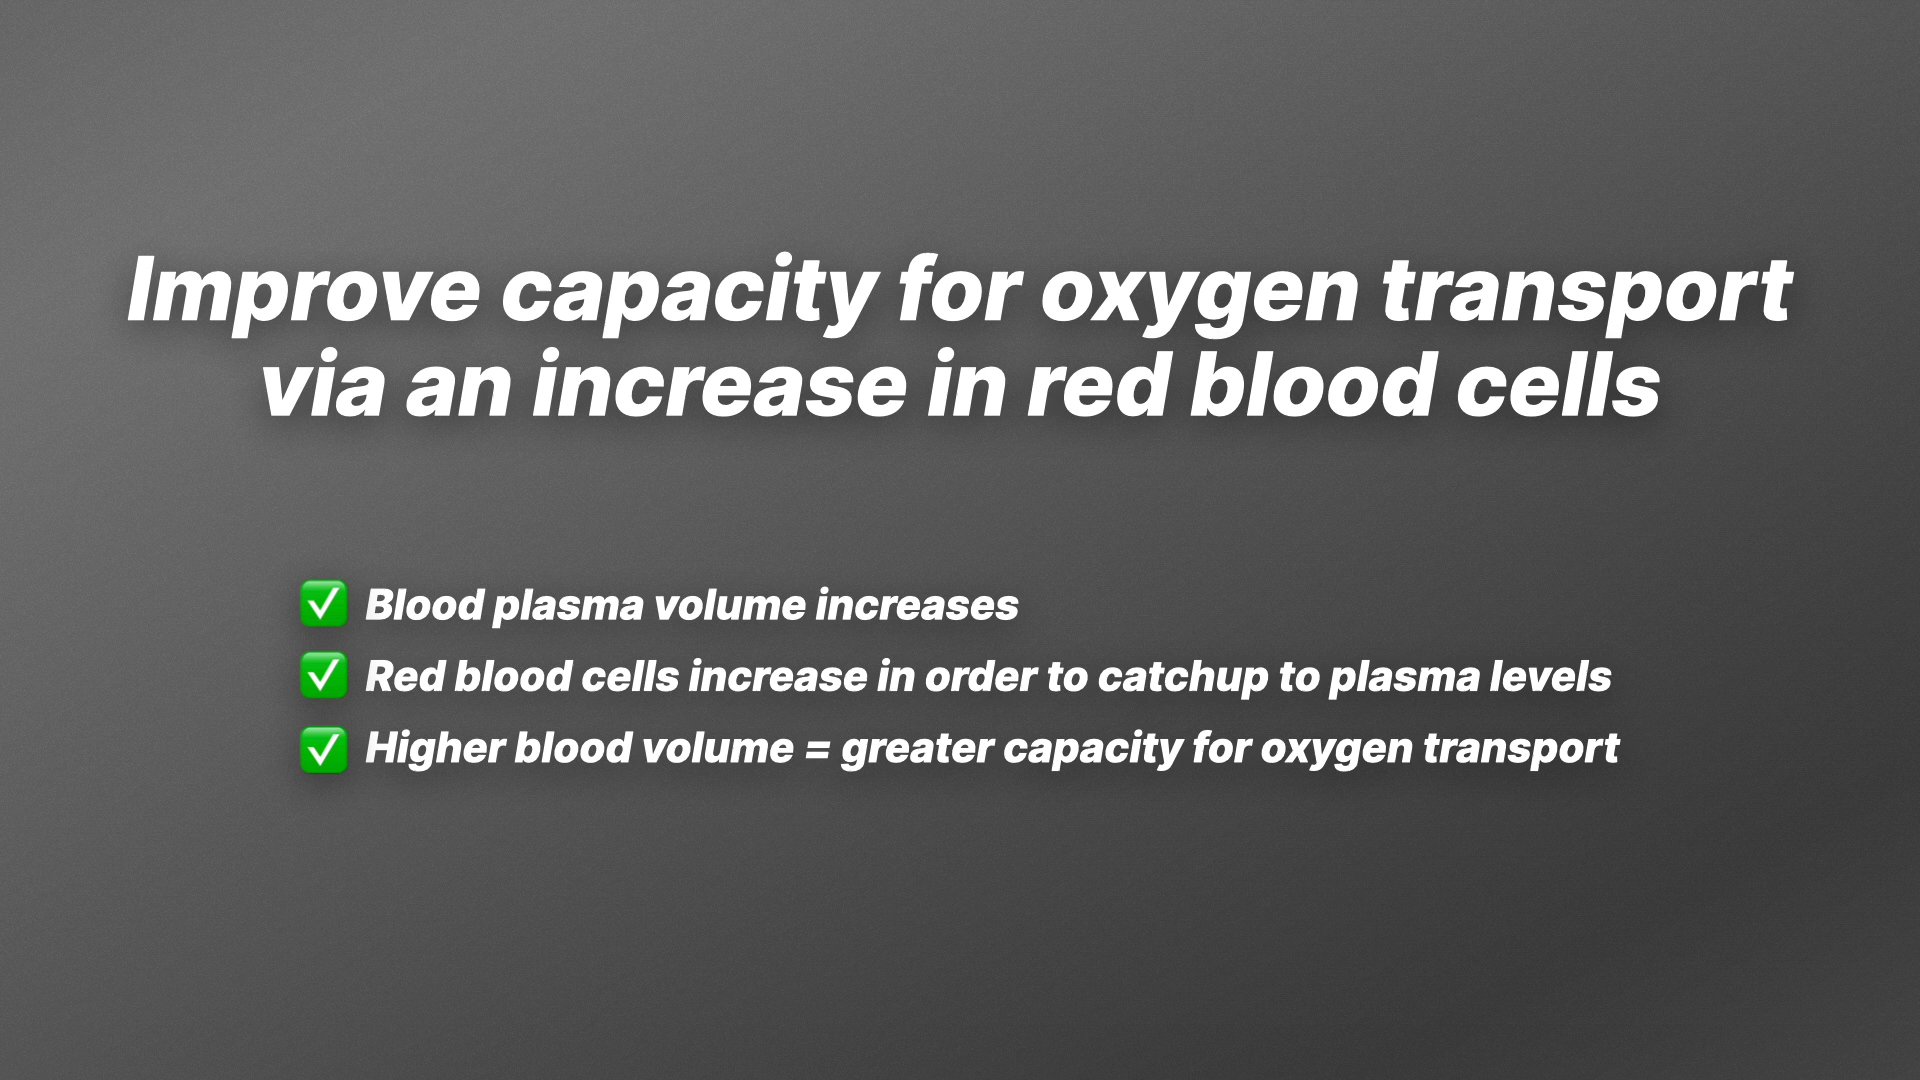 Improve capacity for oxygen transport
via an increase in red blood cells
✅ Blood plasma volume increases
✅ Red blood cells increase in order to catchup to plasma levels
✅ Higher blood volume = greater capacity for oxygen transport